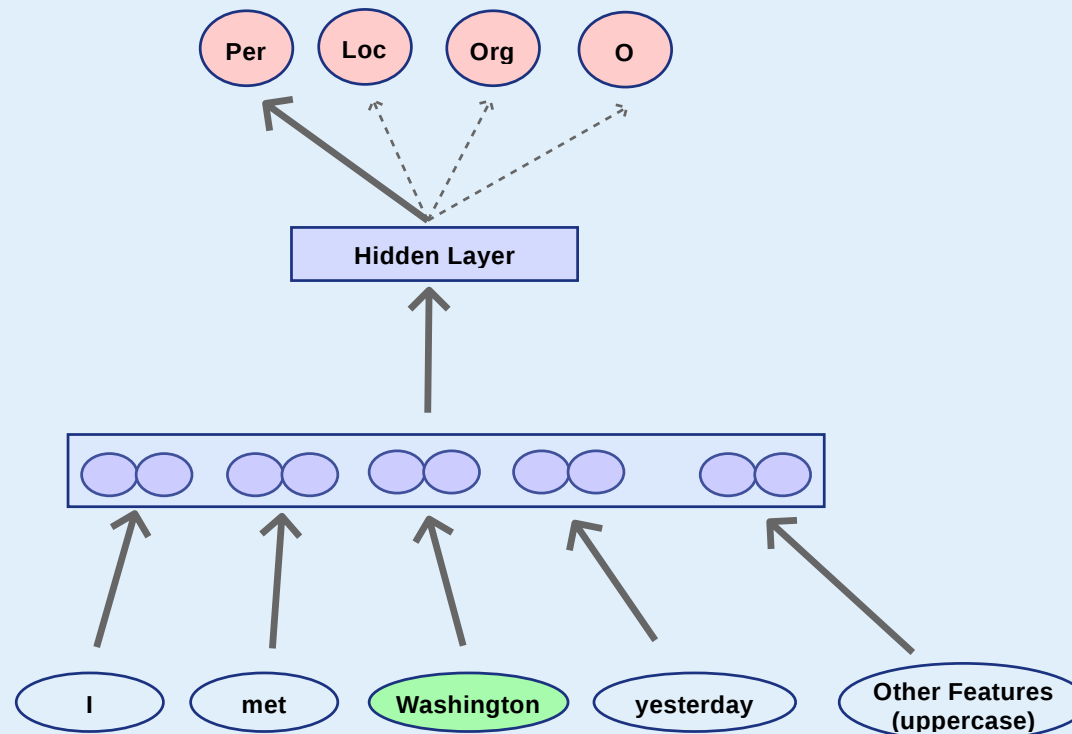 Per Loc Org O
Hidden Layer
I met Washington yesterday Other Features
(uppercase)